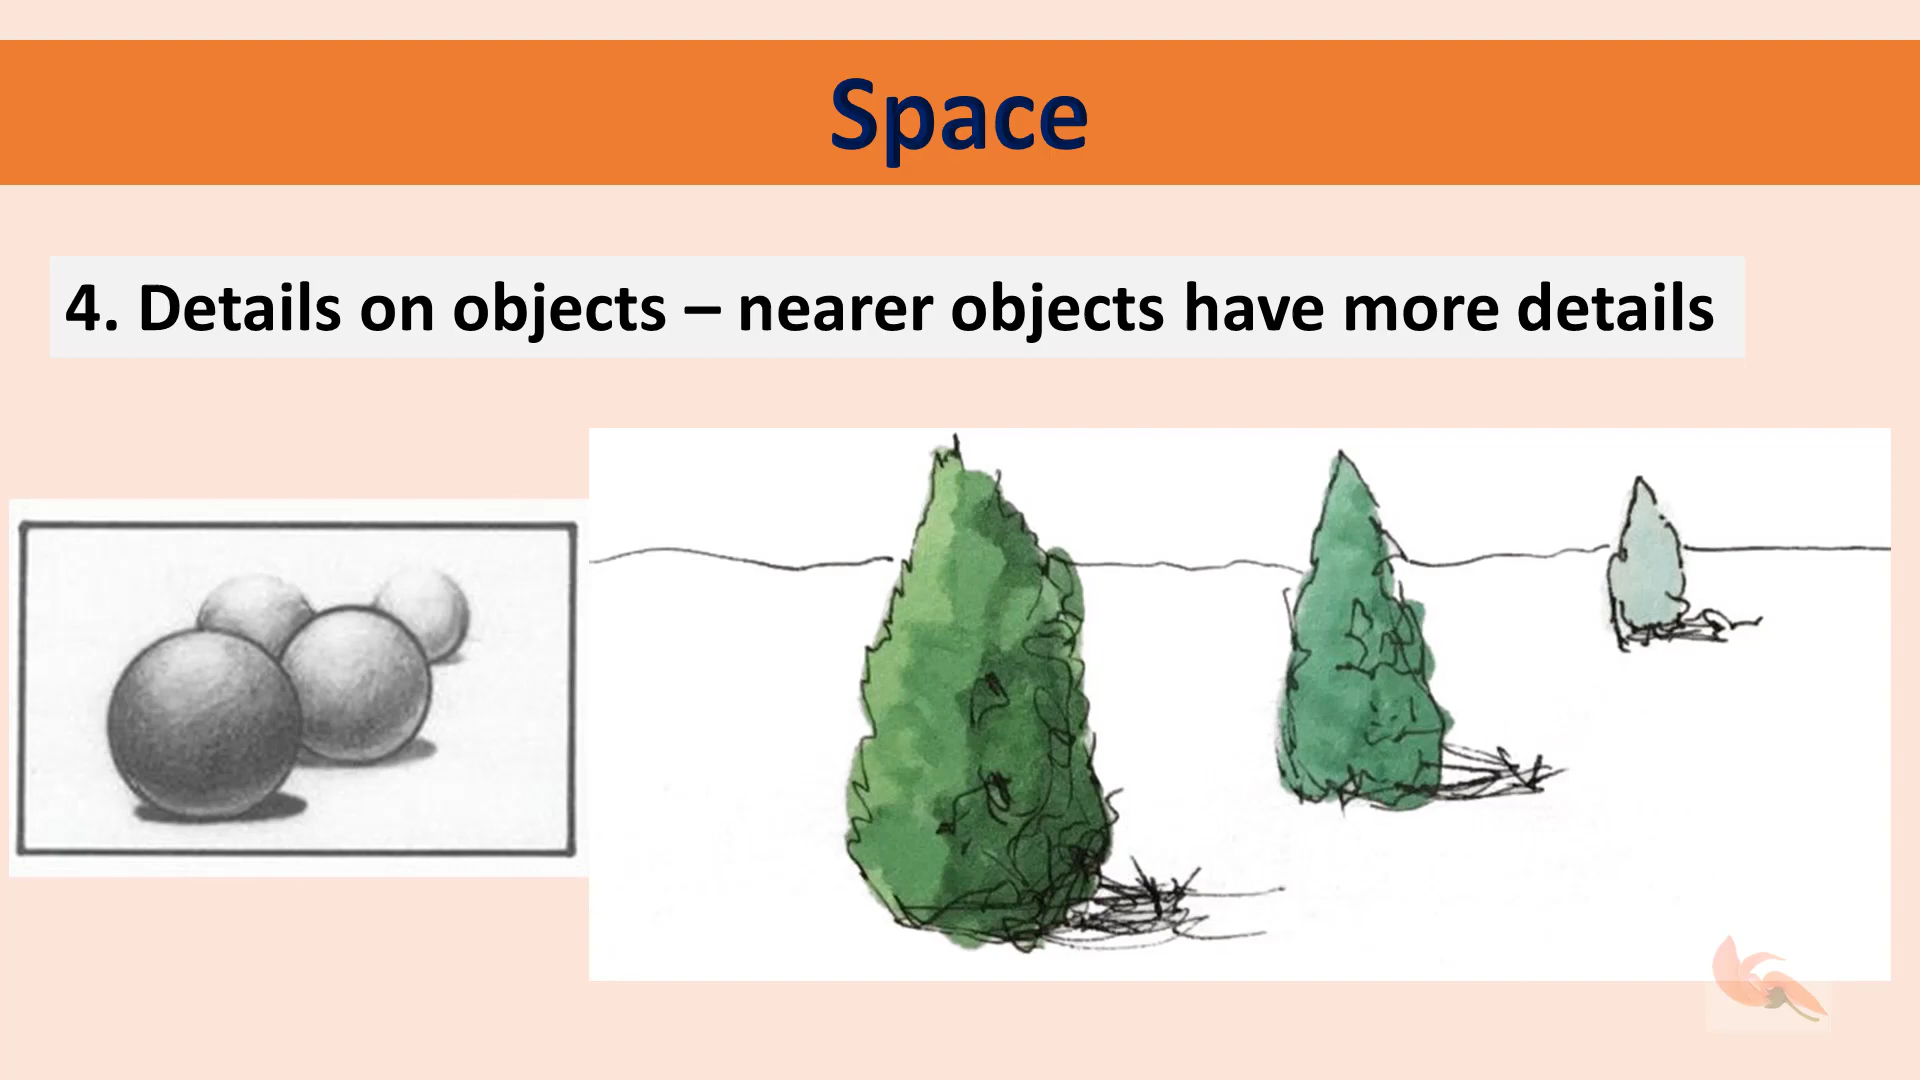 Space
4. Details on objects – nearer objects have more details